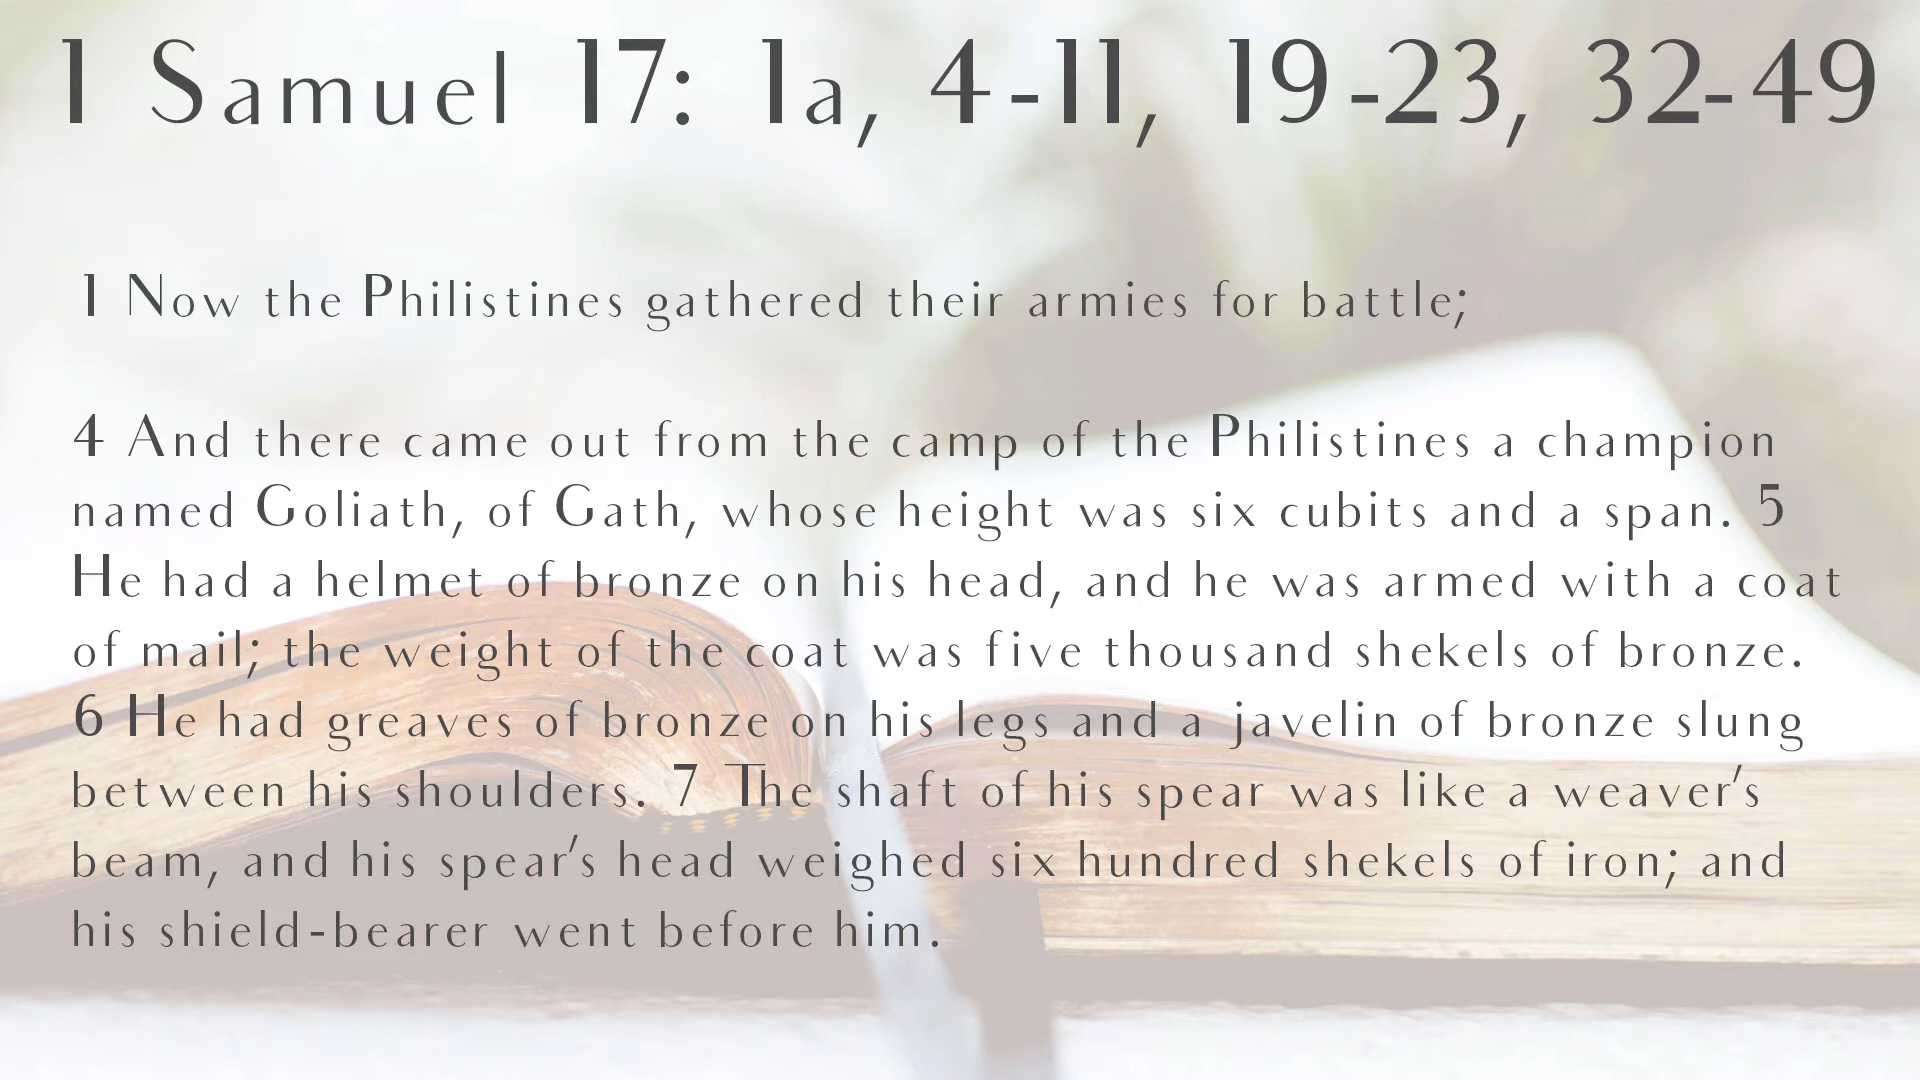 1 Samuel 17: 1a, 4-11, 19-23, 32-49
1 Now the Philistines gathered their armies for battle;
4 And there came out from the camp of the Philistines a champion
named Goliath, of Gath, whose height was six cubits and a span. 5
He had a helmet of bronze on his head, and he was armed with a coat
of mail; the weight of the coat was five thousand shekels of bronze.
6 He had greaves of bronze on his legs and a javelin of bronze slung
between his shoulders. 7 The shaft of his spear was like a weaver's
beam, and his spear's head weighed six hundred shekels of iron; and
his shield-bearer went before him.